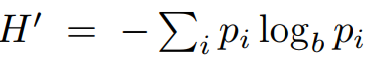 H′ = − ∑ᵢ pᵢ log_b pᵢ